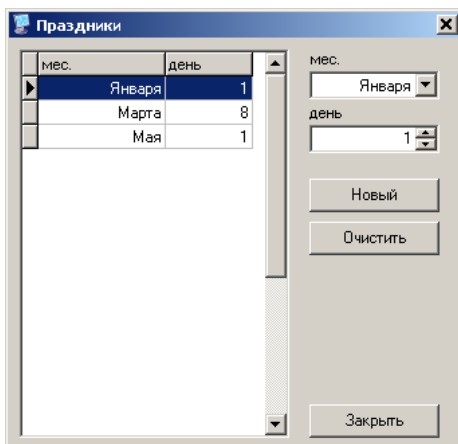 Праздники
мес. день
Января 1
Марта 8
Мая 1
мес.
Января
день
1
Новый
Очистить
Закрыть